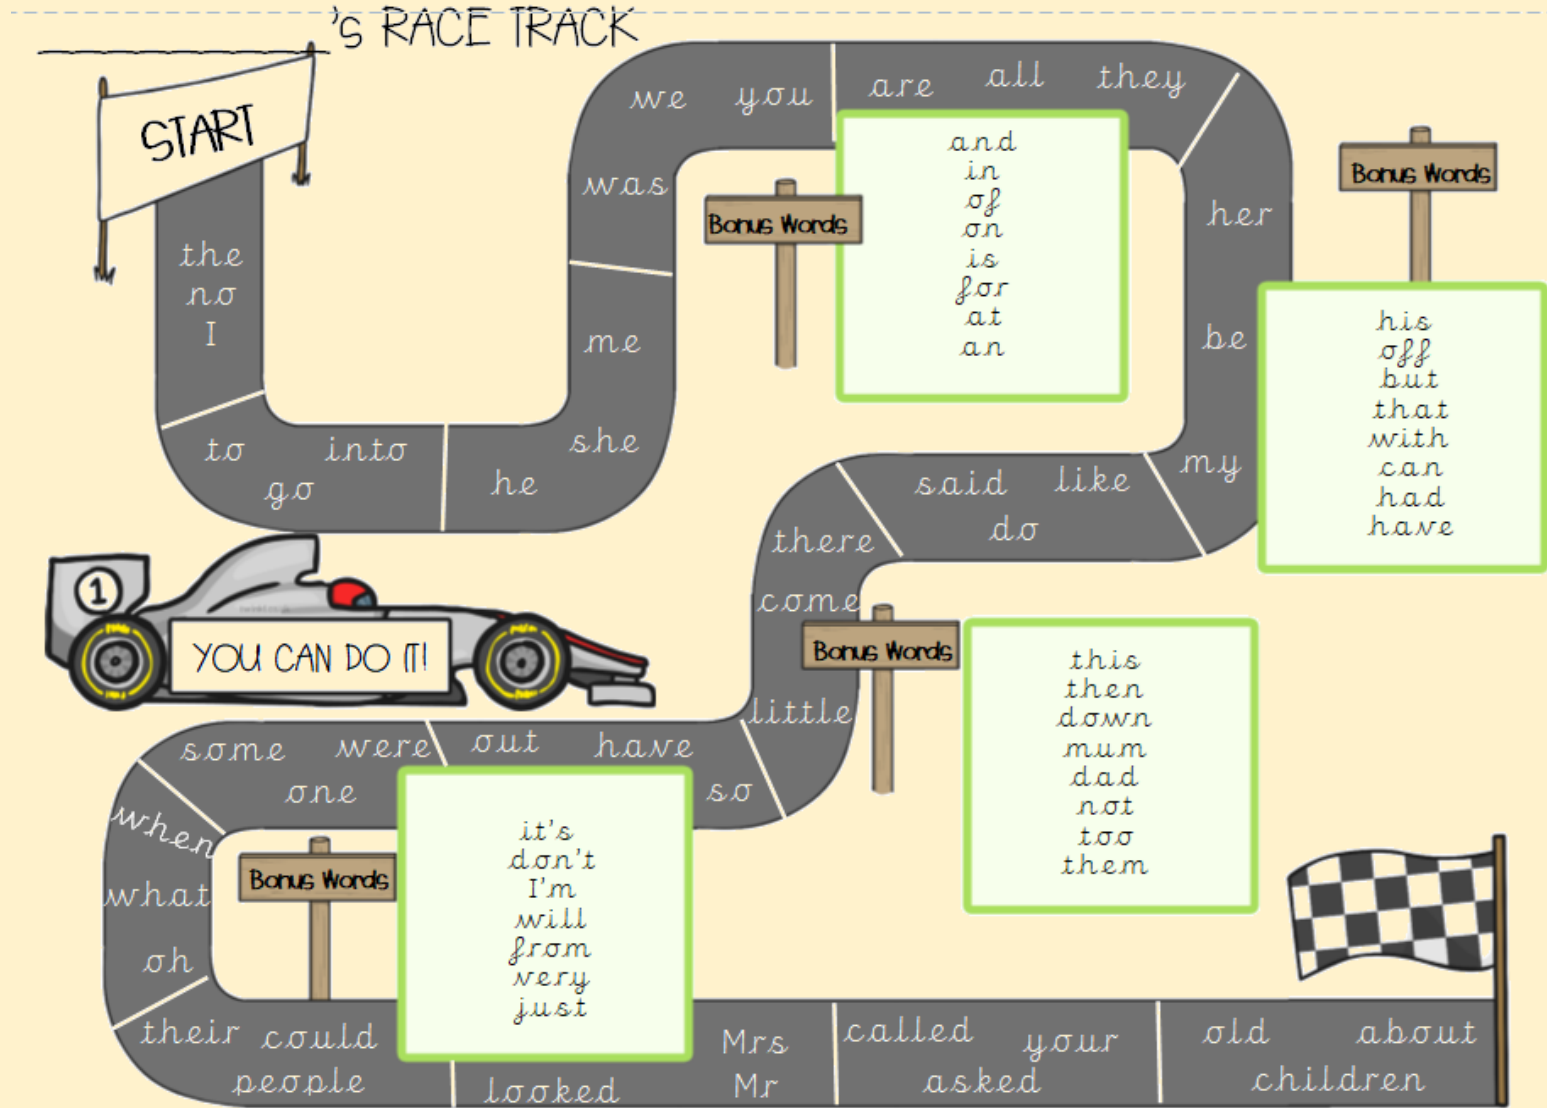 ____________'s RACE TRACK
START
the
no
I
to
into
go
he
she
me
was
we
you
are
all
they
her
be
my
like
said
do
there
come
little
so
have
out
were
one
some
when
what
oh
their
could
people
looked
Mrs
Mr
called
your
asked
old
about
children
Bonus Words
and
in
of
on
is
for
at
an
Bonus Words
his
off
but
that
with
can
had
have
Bonus Words
this
then
down
mum
dad
not
too
them
Bonus Words
it's
don't
I'm
will
from
very
just
1
YOU CAN DO IT!